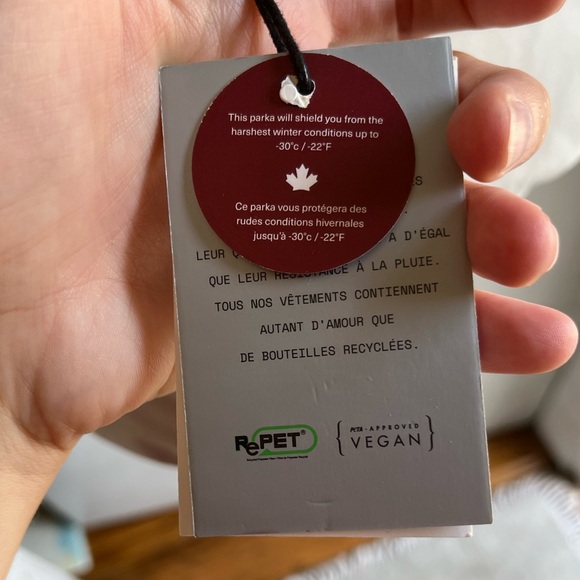 This parka will shield you from the
harshest winter conditions up to
-30°c / -22°F
Ce parka vous protégera des
rudes conditions hivernales
jusqu'à -30°c / -22°F
ES
LEUR Q
À D'ÉGAL
QUE LEUR RÉSISTANCE À LA PLUIE.
TOUS NOS VÊTEMENTS CONTIENNENT
AUTANT D'AMOUR QUE
DE BOUTEILLES RECYCLÉES.
RePET
PETA-APPROVED
VEGAN